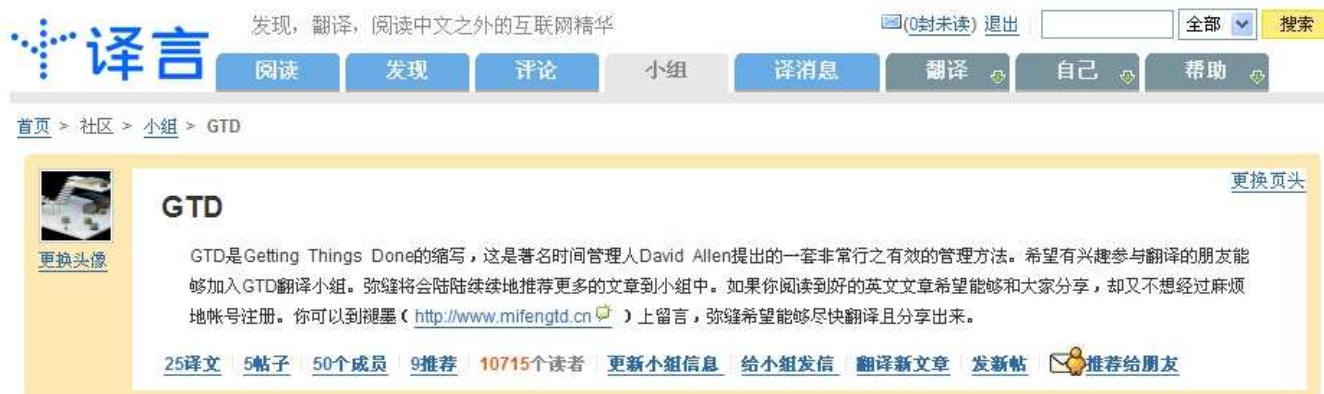 译言
发现，翻译，阅读中文之外的互联网精华
(0封未读) 退出 全部 搜索
阅读 发现 评论 小组 译消息 翻译 自己 帮助
首页 > 社区 > 小组 > GTD
更换页头
更换头像
GTD
GTD是Getting Things Done的缩写，这是著名时间管理人David Allen提出的一套非常行之有效的管理方法。希望有兴趣参与翻译的朋友能
够加入GTD翻译小组。弥缝将会陆陆续续地推荐更多的文章到小组中。如果你阅读到好的英文文章希望能够和大家分享，却又不想经过麻烦
地帐号注册。你可以到褪墨（ http://www.mifengtd.cn ）上留言，弥缝希望能够尽快翻译且分享出来。
25译文 5帖子 50个成员 9推荐 10715个读者 更新小组信息 给小组发信 翻译新文章 发新帖 推荐给朋友